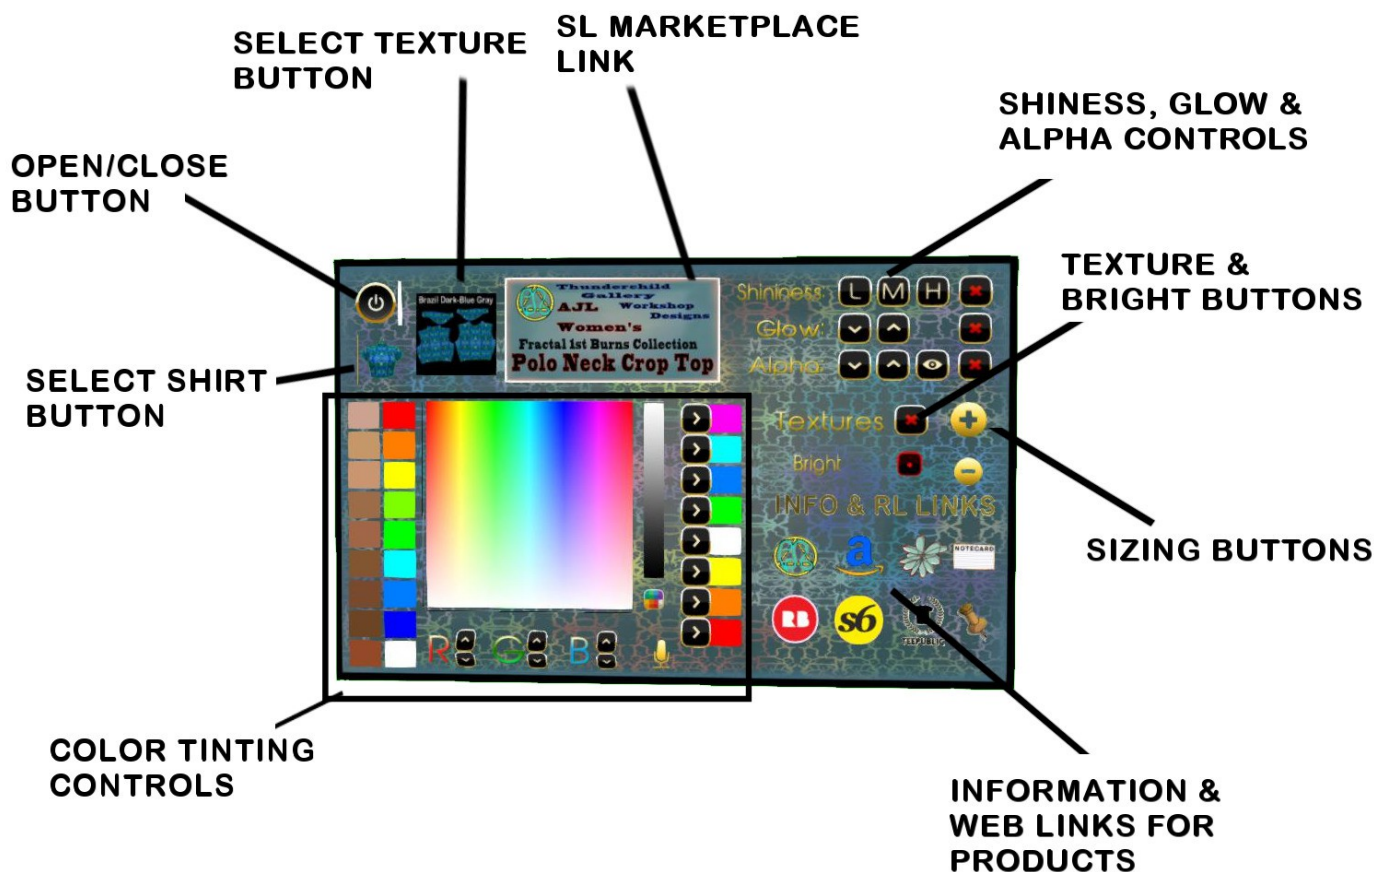 SELECT TEXTURE
BUTTON
SL MARKETPLACE
LINK
SHINESS, GLOW &
ALPHA CONTROLS
OPEN/CLOSE
BUTTON
TEXTURE &
BRIGHT BUTTONS
SELECT SHIRT
BUTTON
Brazil Dark-Blue Gray
Thunderchild
Gallery
AJL Workshop
Designs
Women's
Fractal 1st Burns Collection
Polo Neck Crop Top
Shininess: L M H
Glow:
Alpha:
Textures
Bright
INFO & RL LINKS
a
NOTECARD
RB
s6
TEEPUBLIC
R G B
SIZING BUTTONS
COLOR TINTING
CONTROLS
INFORMATION &
WEB LINKS FOR
PRODUCTS